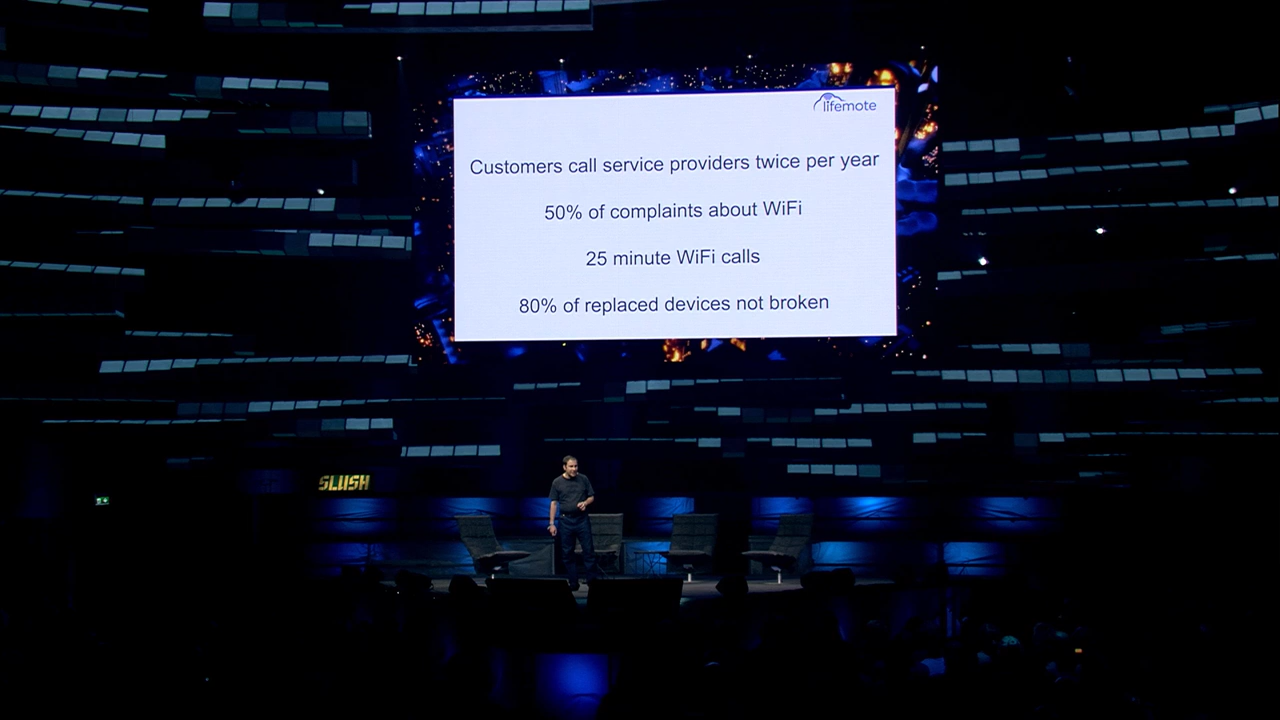 lifemote
Customers call service providers twice per year
50% of complaints about WiFi
25 minute WiFi calls
80% of replaced devices not broken
SLUSH